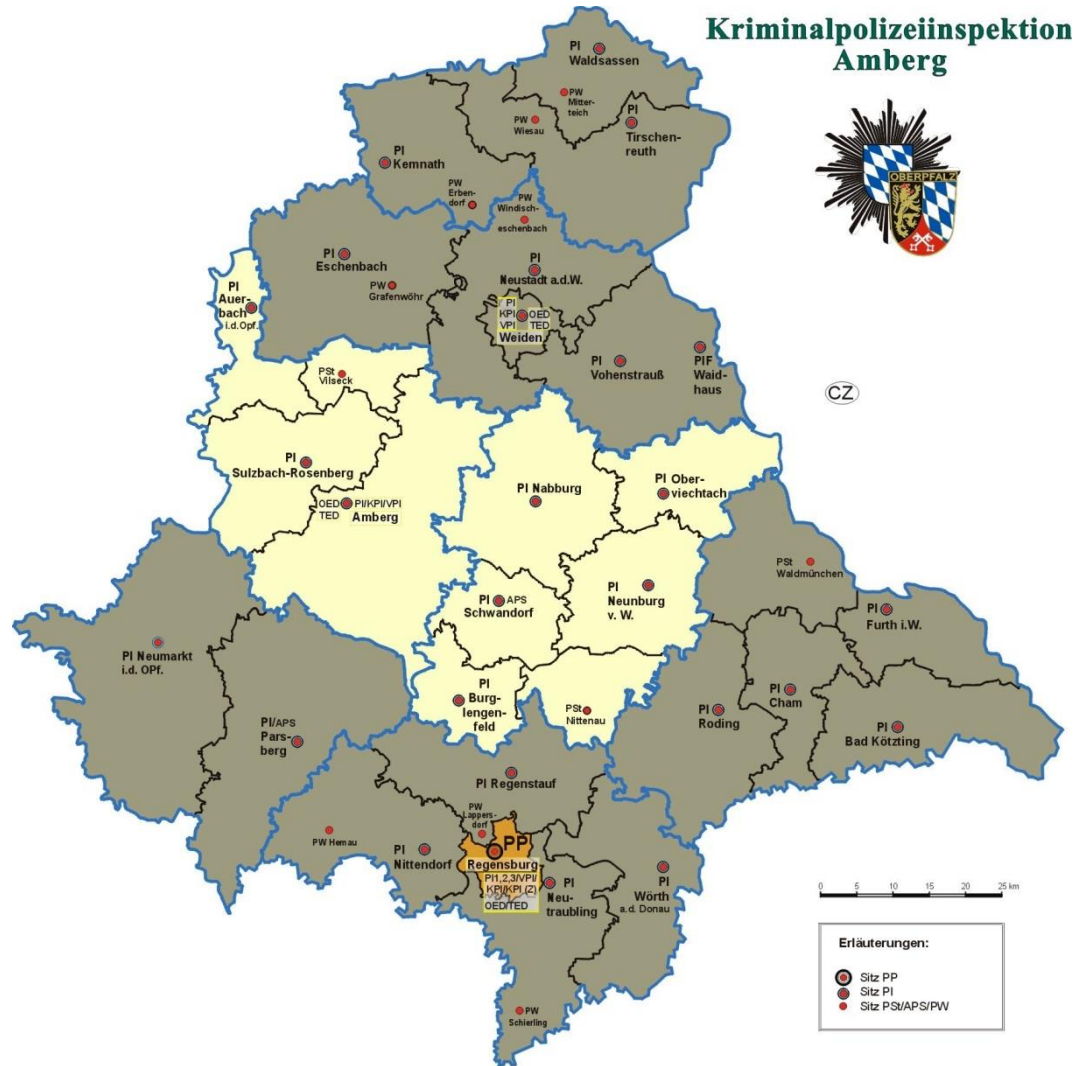 Kriminalpolizeiinspektion
Amberg
OBERPFALZ
PI
Waldsassen
PW
Mitter-
teich
PW
Wiesau
PI
Tirschen-
reuth
PI
Kemnath
PW
Erben-
dorf
PW
Windisch-
eschenbach
PI
Eschenbach
PW
Grafenwöhr
PI
Neustadt a.d.W.
PI
KPI
VPI
OED
TED
Weiden
PI
Auer-
bach
i.d.Opf.
PI
Vohenstrauß
PIF
Waid-
haus
CZ
PSt
Vilseck
PI
Sulzbach-Rosenberg
OED
TED
PI/KPI/VPI
Amberg
PI Nabburg
PI Ober-
viechtach
PI APS
Schwandorf
PI
Neunburg
v. W.
PSt
Waldmünchen
PI
Furth i.W.
PI Neumarkt
i.d. OPf.
PI/APS
Pars-
berg
PI
Burg-
lengenfeld
PSt
Nittenau
PI
Roding
PI
Cham
PI
Bad Kötzting
PI Regenstauf
PW
Lappers-
dorf
PW Hemau
PI
Nittendorf
PP
Regensburg
PI1,2,3/VPI/
KPI/KPI (Z)
OED/TED
PI
Neu-
traubling
PI
Wörth
a.d. Donau
PW
Schierling
0 5 10 15 20 25 km
Erläuterungen:
Sitz PP
Sitz PI
Sitz PSt/APS/PW